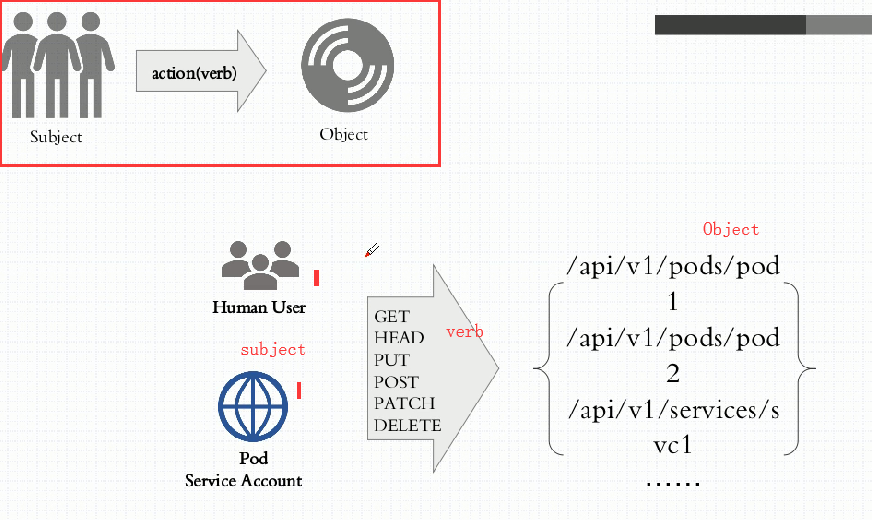 action(verb)
Subject
Object
Object
/api/v1/pods/pod
1
Human User
GET
HEAD
verb
/api/v1/pods/pod
subject
PUT
2
POST
PATCH
/api/v1/services/s
DELETE
vc1
Pod
Service Account
......